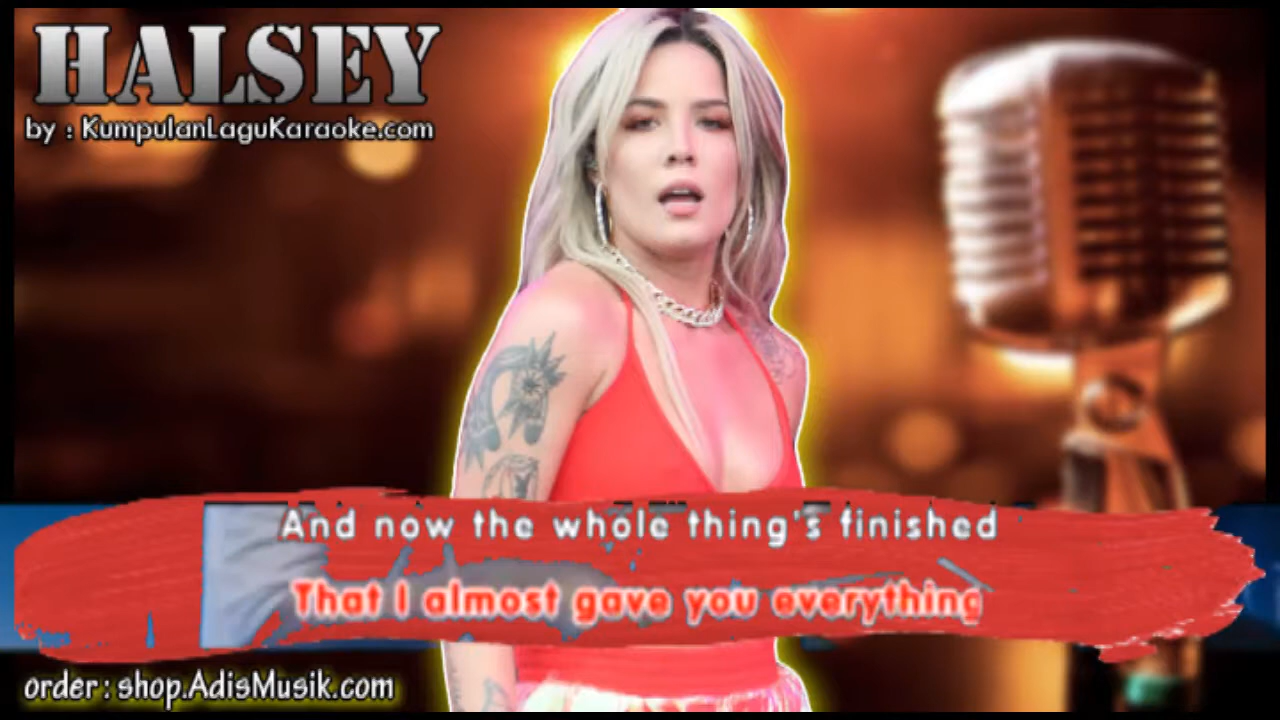 HALSEY
by : KumpulanLaguKaraoke.com
And now the whole thing's finished
That I almost gave you everything
order : shop.AdisMusik.com